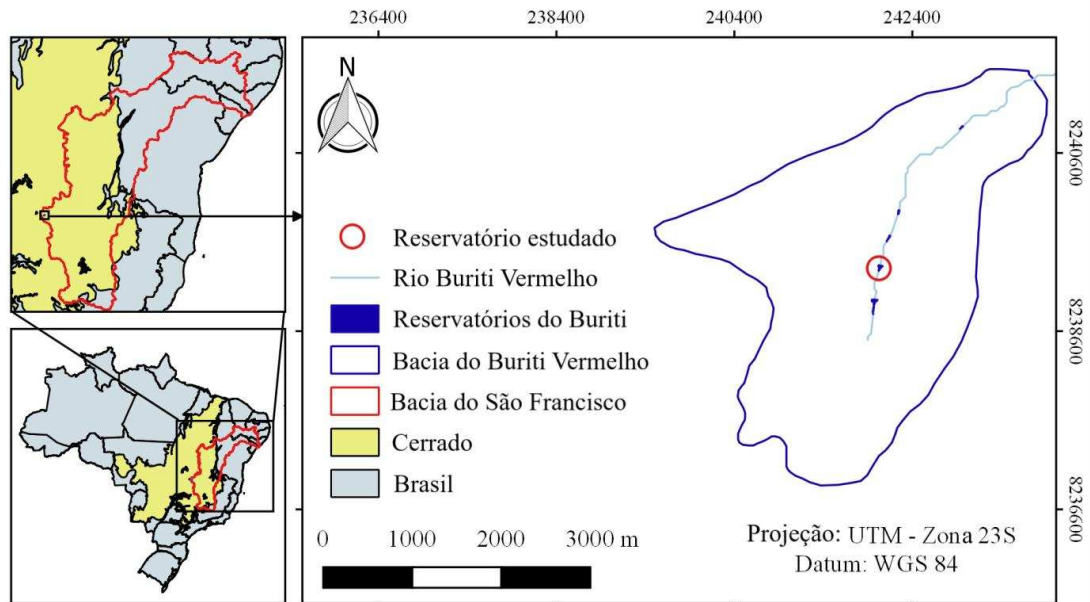 236400 238400 240400 242400
N
8240600
8238600
8236600
Reservatório estudado
Rio Buriti Vermelho
Reservatórios do Buriti
Bacia do Buriti Vermelho
Bacia do São Francisco
Cerrado
Brasil
0 1000 2000 3000 m
Projeção: UTM - Zona 23S
Datum: WGS 84